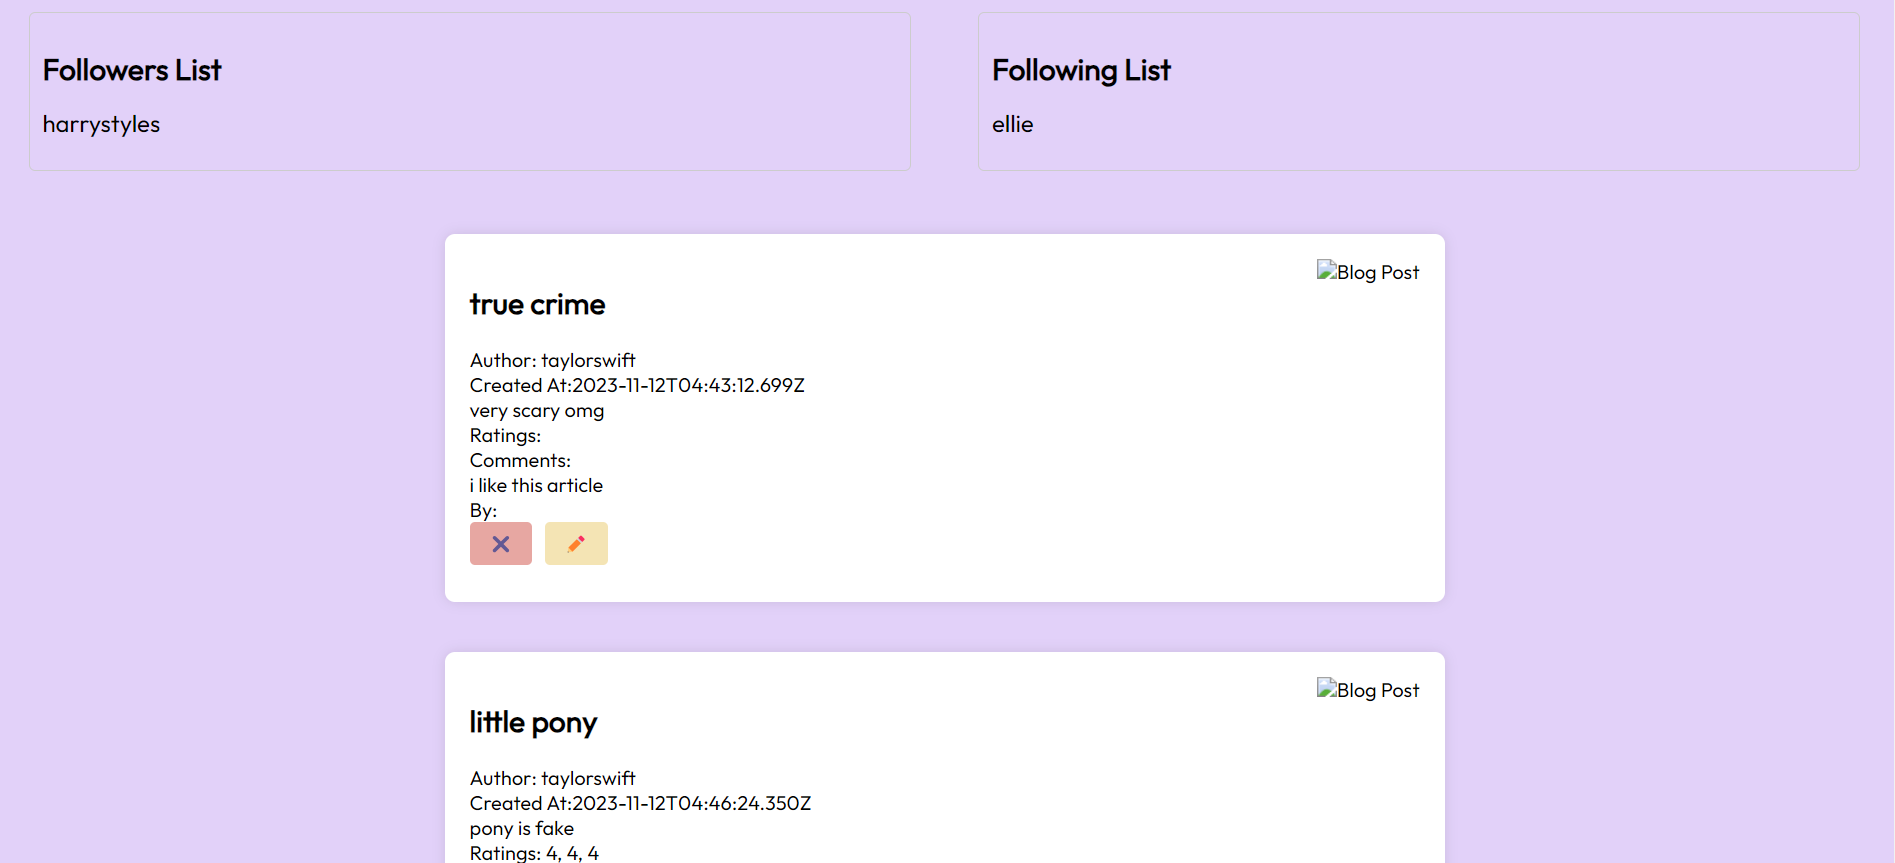 Followers List
harrystyles
Following List
ellie
Blog Post
true crime
Author: taylorswift
Created At:2023-11-12T04:43:12.699Z
very scary omg
Ratings:
Comments:
i like this article
By:
Blog Post
little pony
Author: taylorswift
Created At:2023-11-12T04:46:24.350Z
pony is fake
Ratings: 4, 4, 4